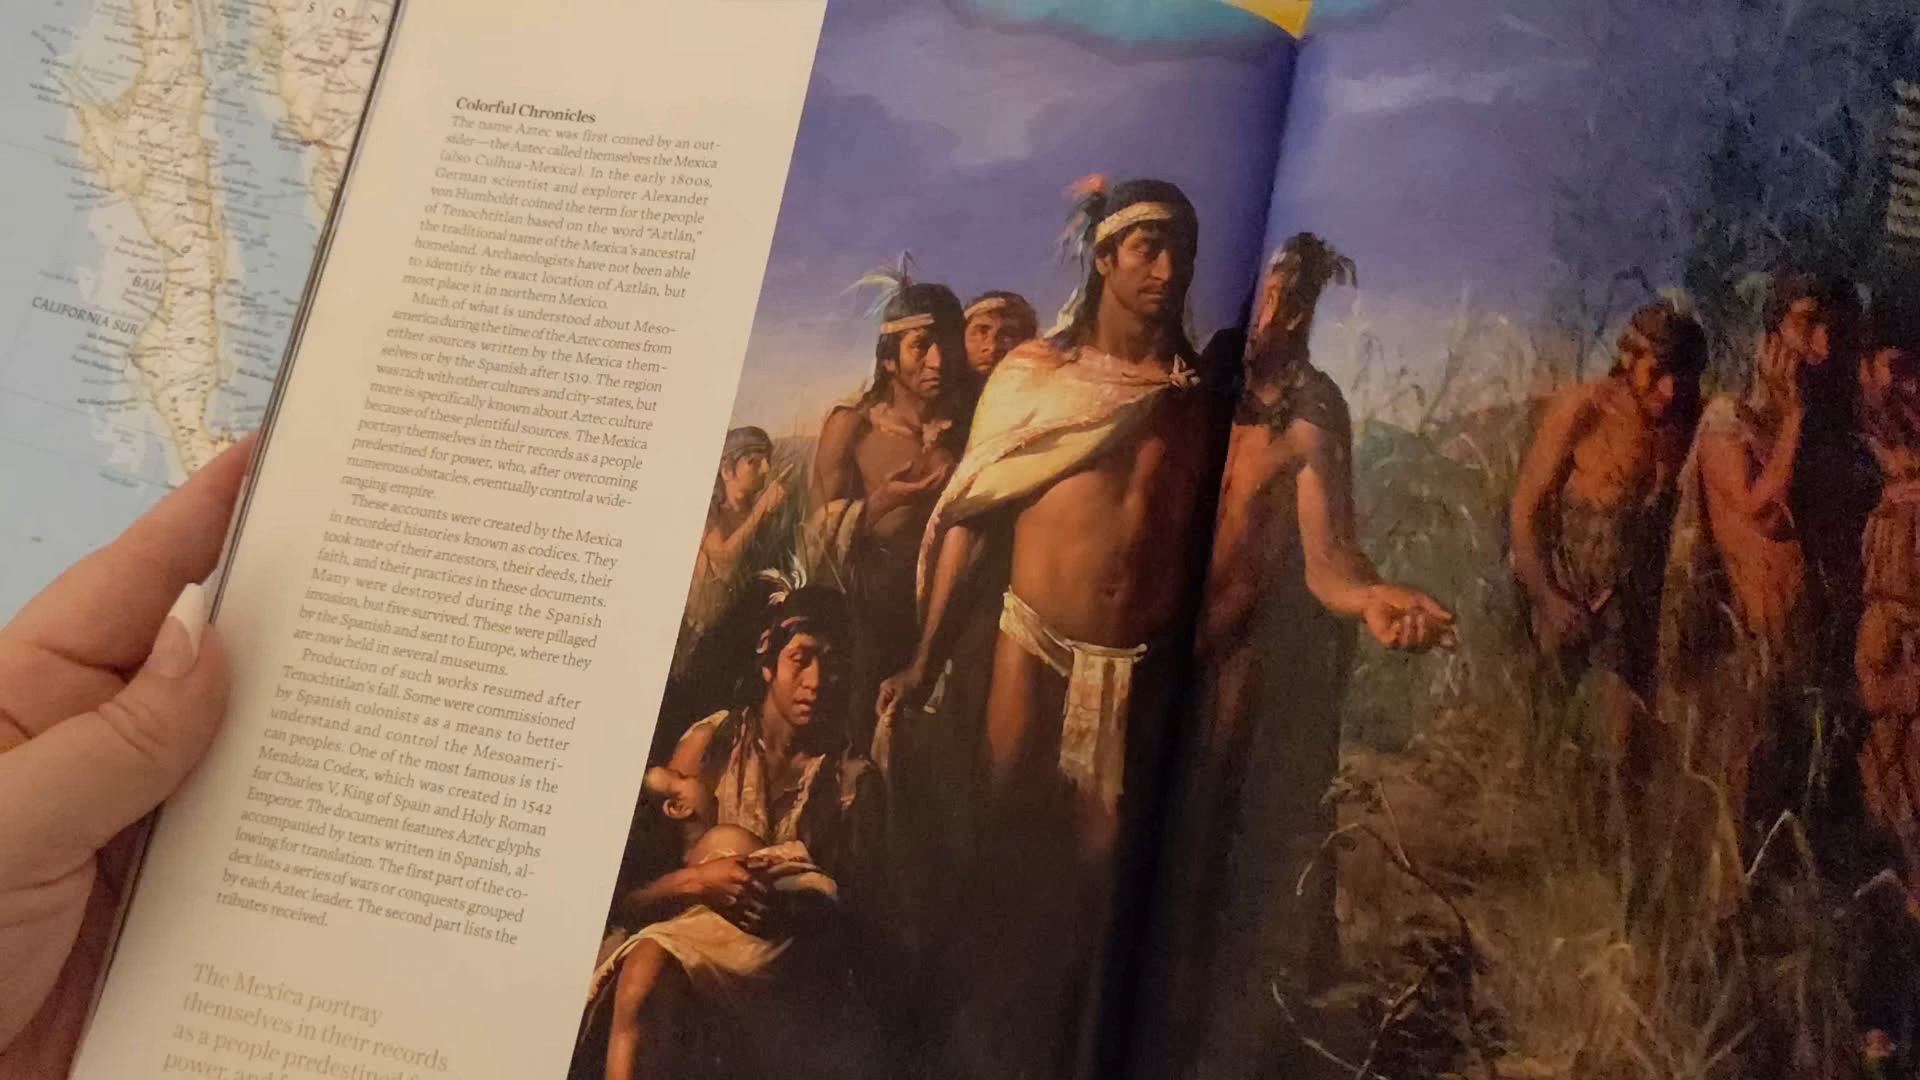 S O N
BAJA
CALIFORNIA SUR
Colorful Chronicles
The name Aztec was first coined by an out-
sider—the Aztec called themselves the Mexica
(also Culhua-Mexica). In the early 1800s,
German scientist and explorer Alexander
von Humboldt coined the term for the people
of Tenochtitlan based on the word “Aztlán,”
the traditional name of the Mexica’s ancestral
homeland. Archaeologists have not been able
to identify the exact location of Aztlán, but
most place it in northern Mexico.
Much of what is understood about Meso-
america during the time of the Aztec comes from
either sources written by the Mexica them-
selves or by the Spanish after 1519. The region
was rich with other cultures and city-states, but
more is specifically known about Aztec culture
because of these plentiful sources. The Mexica
portray themselves in their records as a people
predestined for power, who, after overcoming
numerous obstacles, eventually control a wide-
ranging empire.
These accounts were created by the Mexica
in recorded histories known as codices. They
took note of their ancestors, their deeds, their
faith, and their practices in these documents.
Many were destroyed during the Spanish
invasion, but five survived. These were pillaged
by the Spanish and sent to Europe, where they
are now held in several museums.
Production of such works resumed after
Tenochtitlan’s fall. Some were commissioned
by Spanish colonists as a means to better
understand and control the Mesoameri-
can peoples. One of the most famous is the
Mendoza Codex, which was created in 1542
for Charles V, King of Spain and Holy Roman
Emperor. The document features Aztec glyphs
accompanied by texts written in Spanish, al-
lowing for translation. The first part of the co-
dex lists a series of wars or conquests grouped
by each Aztec leader. The second part lists the
tributes received.
The Mexica portray
themselves in their records
as a people predestined
power, and